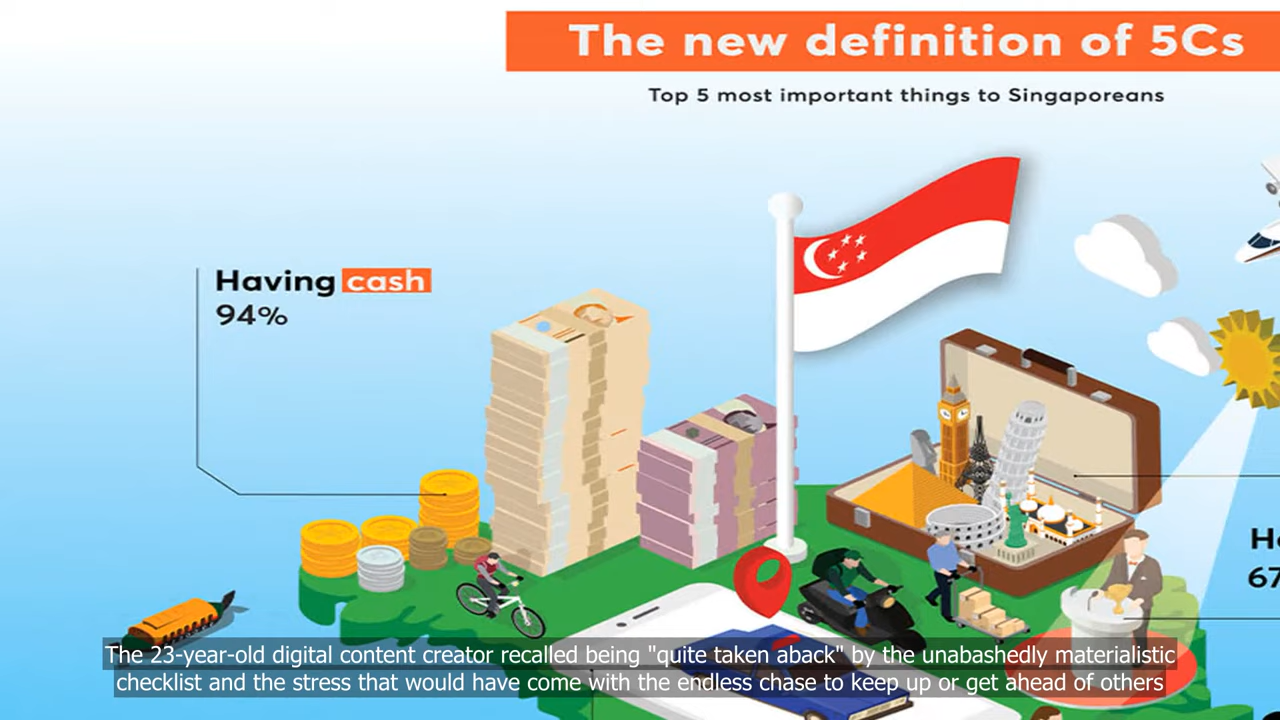 The new definition of 5Cs
Top 5 most important things to Singaporeans
Having cash
94%
67
The 23-year-old digital content creator recalled being "quite taken aback" by the unabashedly materialistic
checklist and the stress that would have come with the endless chase to keep up or get ahead of others